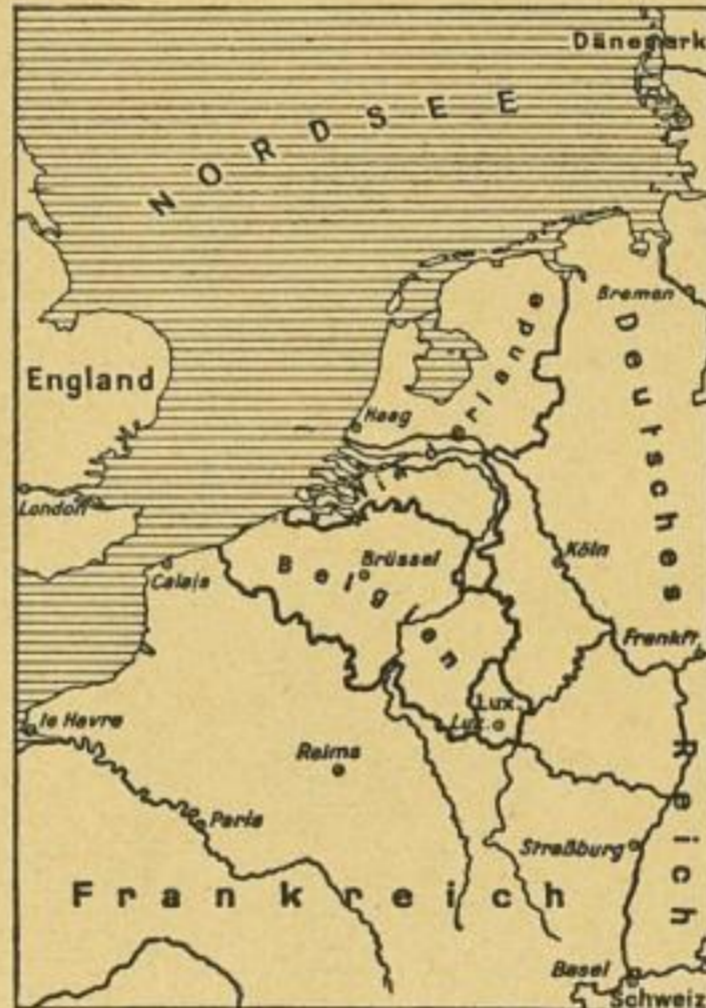 Dänemark
NORDSEE
Bremen
England
Niederlande
Deutsches Reich
Haag
London
Köln
Calais
Belgien
Brüssel
Frankft.
Lux.
Lux.
le Havre
Reims
Paris
Straßburg
Frankreich
Basel
Schweiz